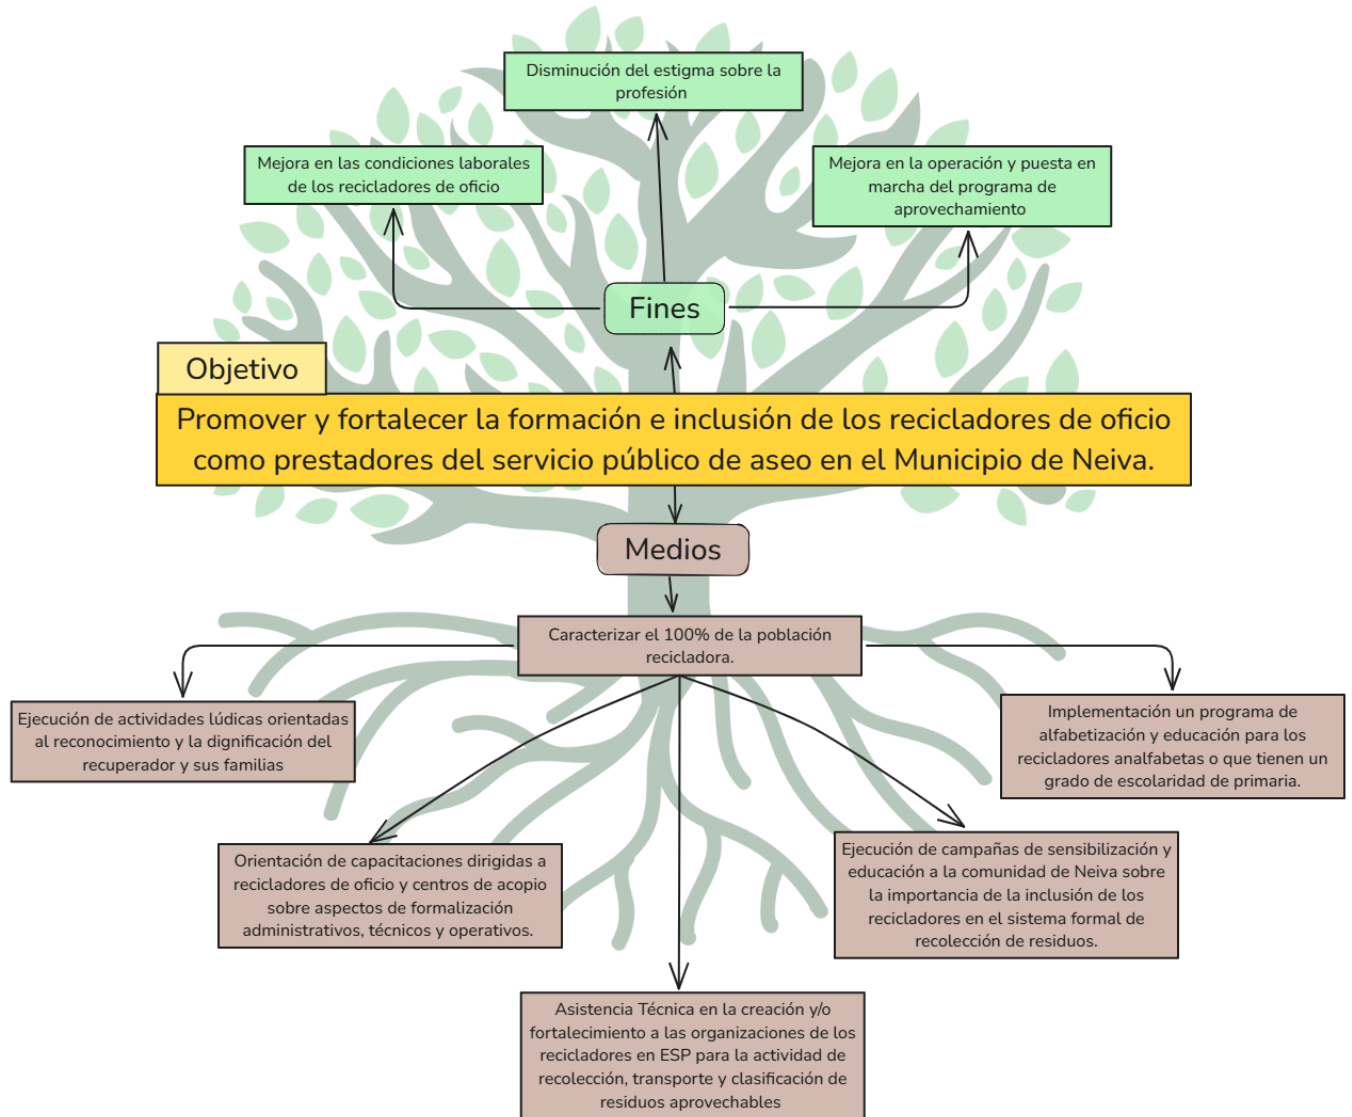 Disminución del estigma sobre la
profesión
Mejora en las condiciones laborales
de los recicladores de oficio
Mejora en la operación y puesta en
marcha del programa de
aprovechamiento
Fines
Objetivo
Promover y fortalecer la formación e inclusión de los recicladores de oficio
como prestadores del servicio público de aseo en el Municipio de Neiva.
Medios
Caracterizar el 100% de la población
recicladora.
Ejecución de actividades lúdicas orientadas
al reconocimiento y la dignificación del
recuperador y sus familias
Implementación un programa de
alfabetización y educación para los
recicladores analfabetas o que tienen un
grado de escolaridad de primaria.
Orientación de capacitaciones dirigidas a
recicladores de oficio y centros de acopio
sobre aspectos de formalización
administrativos, técnicos y operativos.
Ejecución de campañas de sensibilización y
educación a la comunidad de Neiva sobre
la importancia de la inclusión de los
recicladores en el sistema formal de
recolección de residuos.
Asistencia Técnica en la creación y/o
fortalecimiento a las organizaciones de los
recicladores en ESP para la actividad de
recolección, transporte y clasificación de
residuos aprovechables